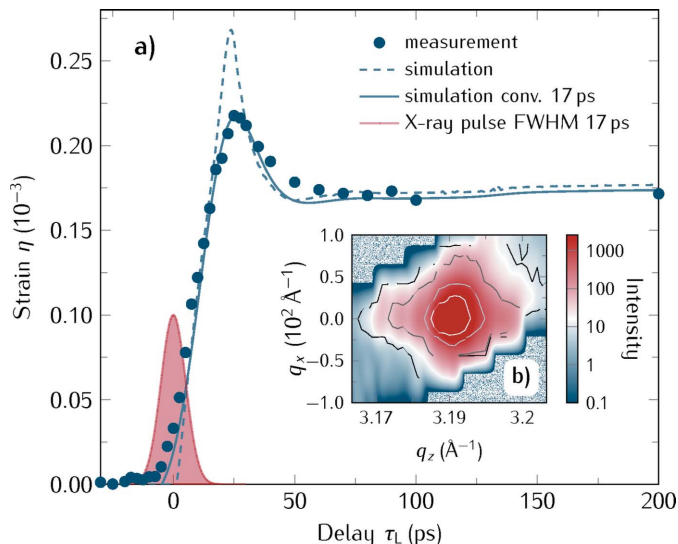 a)
measurement
simulation
simulation conv. 17 ps
X-ray pulse FWHM 17 ps
Strain η (10⁻³)
0.25
0.20
0.15
0.10
0.05
0.00
0
50
100
150
200
Delay τL (ps)
b)
1.0
0.5
0.0
−0.5
−1.0
qx (10² Å⁻¹)
3.17
3.19
3.2
qz (Å⁻¹)
1000
100
10
1
0.1
Intensity